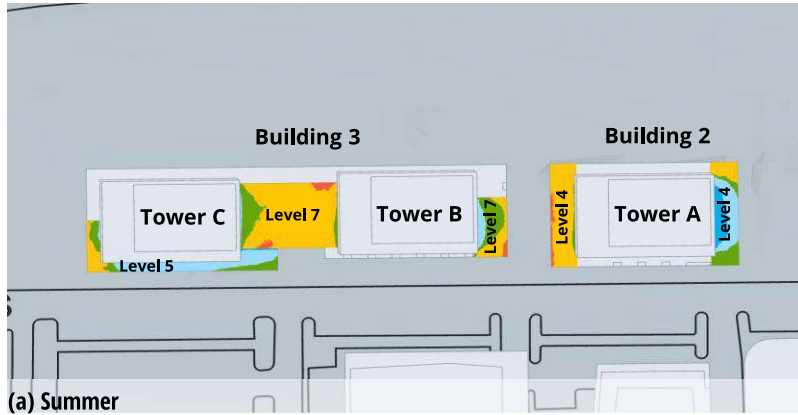 Building 3
Building 2
Tower C
Level 7
Tower B
Level 7
Level 4
Tower A
Level 4
Level 5
(a) Summer